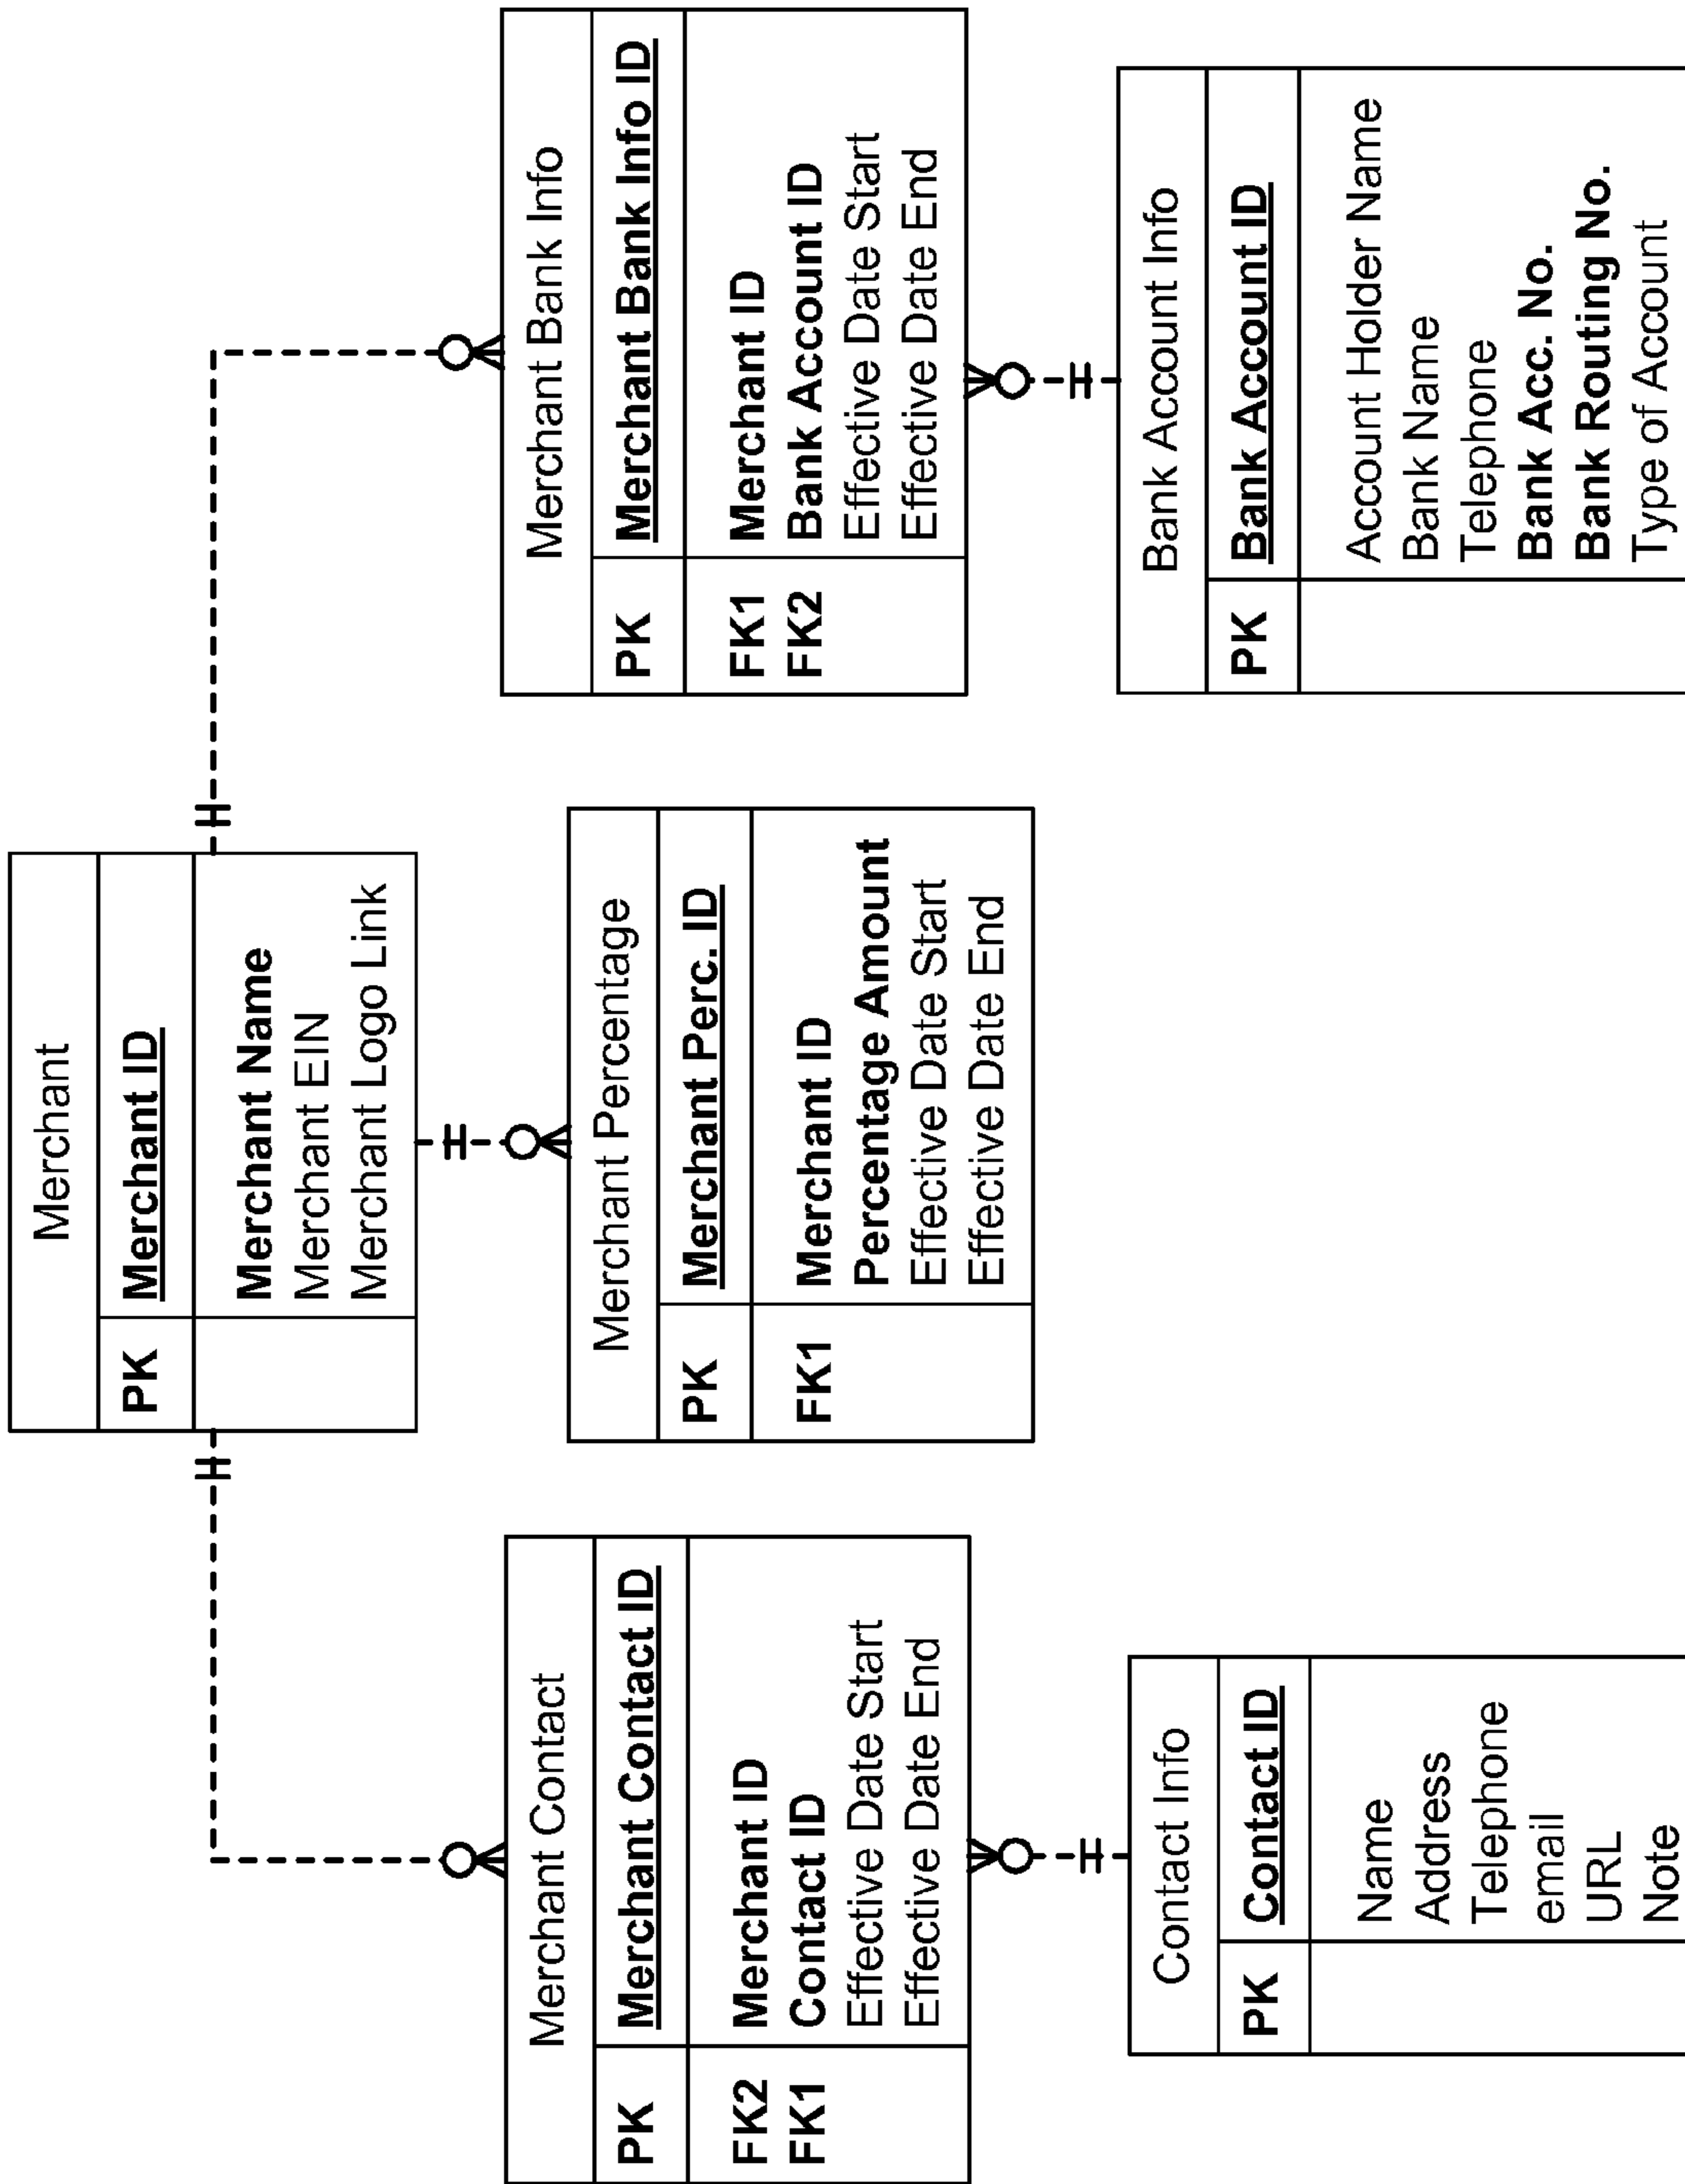 Merchant
PK Merchant ID
Merchant Name
Merchant EIN
Merchant Logo Link
Merchant Contact
PK Merchant Contact ID
FK2 Merchant ID
FK1 Contact ID
Effective Date Start
Effective Date End
Merchant Percentage
PK Merchant Perc. ID
FK1 Merchant ID
Percentage Amount
Effective Date Start
Effective Date End
Merchant Bank Info
PK Merchant Bank Info ID
FK1 Merchant ID
FK2 Bank Account ID
Effective Date Start
Effective Date End
Contact Info
PK Contact ID
Name
Address
Telephone
email
URL
Note
Bank Account Info
PK Bank Account ID
Account Holder Name
Bank Name
Telephone
Bank Acc. No.
Bank Routing No.
Type of Account